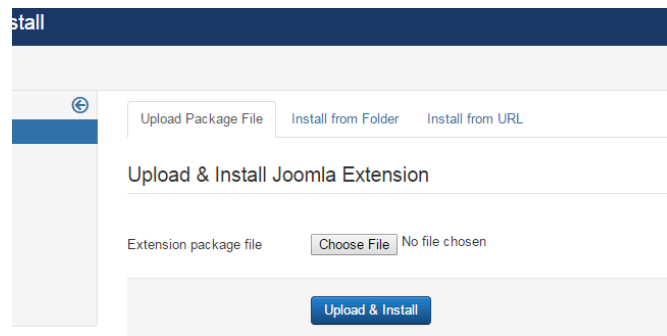 stall
Upload Package File Install from Folder Install from URL
Upload & Install Joomla Extension
Extension package file Choose File No file chosen
Upload & Install